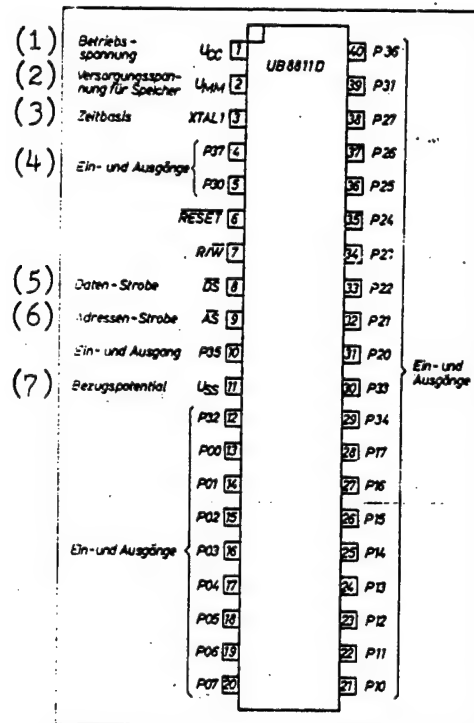 (1) Betriebs-
spannung UCC 1 UB8811D 40 P36
(2) Versorgungsspan-
nung für Speicher UMM 2 39 P31
(3) Zeitbasis XTAL1 3 38 P27
(4) Ein- und Ausgänge P37 4 37 P26
P30 5 36 P25
RESET 6 35 P24
R/W 7 34 P23
(5) Daten-Strobe DS 8 33 P22
(6) Adressen-Strobe AS 9 32 P21
Ein- und Ausgang P35 10 31 P20
(7) Bezugspotential USS 11 30 P33
Ein- und
Ausgänge
P32 12 29 P34
P00 13 28 P17
P01 14 27 P16
P02 15 26 P15
Ein- und Ausgänge P03 16 25 P14
P04 17 24 P13
P05 18 23 P12
P06 19 22 P11
P07 20 21 P10